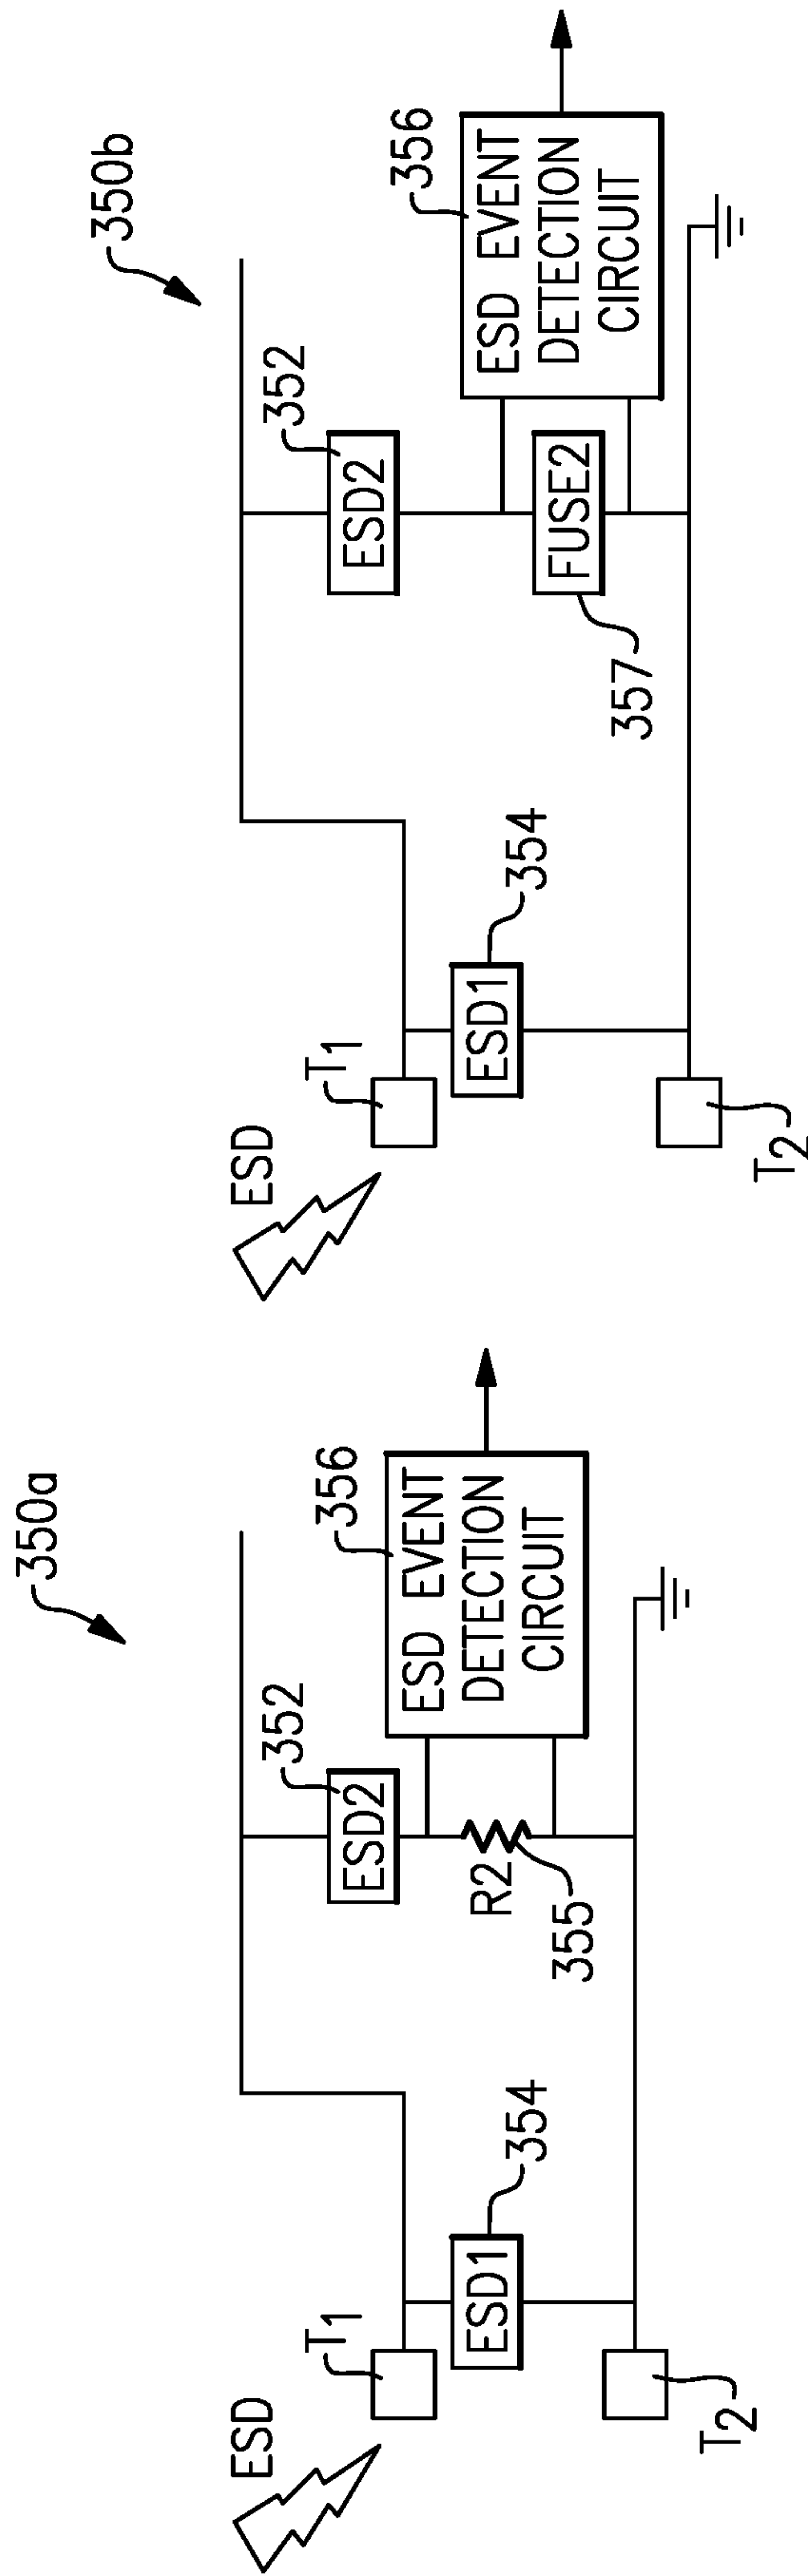 350a
ESD
T1
ESD1
354
T2
352
ESD2
R2
355
356
ESD EVENT
DETECTION
CIRCUIT
350b
ESD
T1
ESD1
354
T2
352
ESD2
FUSE2
357
356
ESD EVENT
DETECTION
CIRCUIT